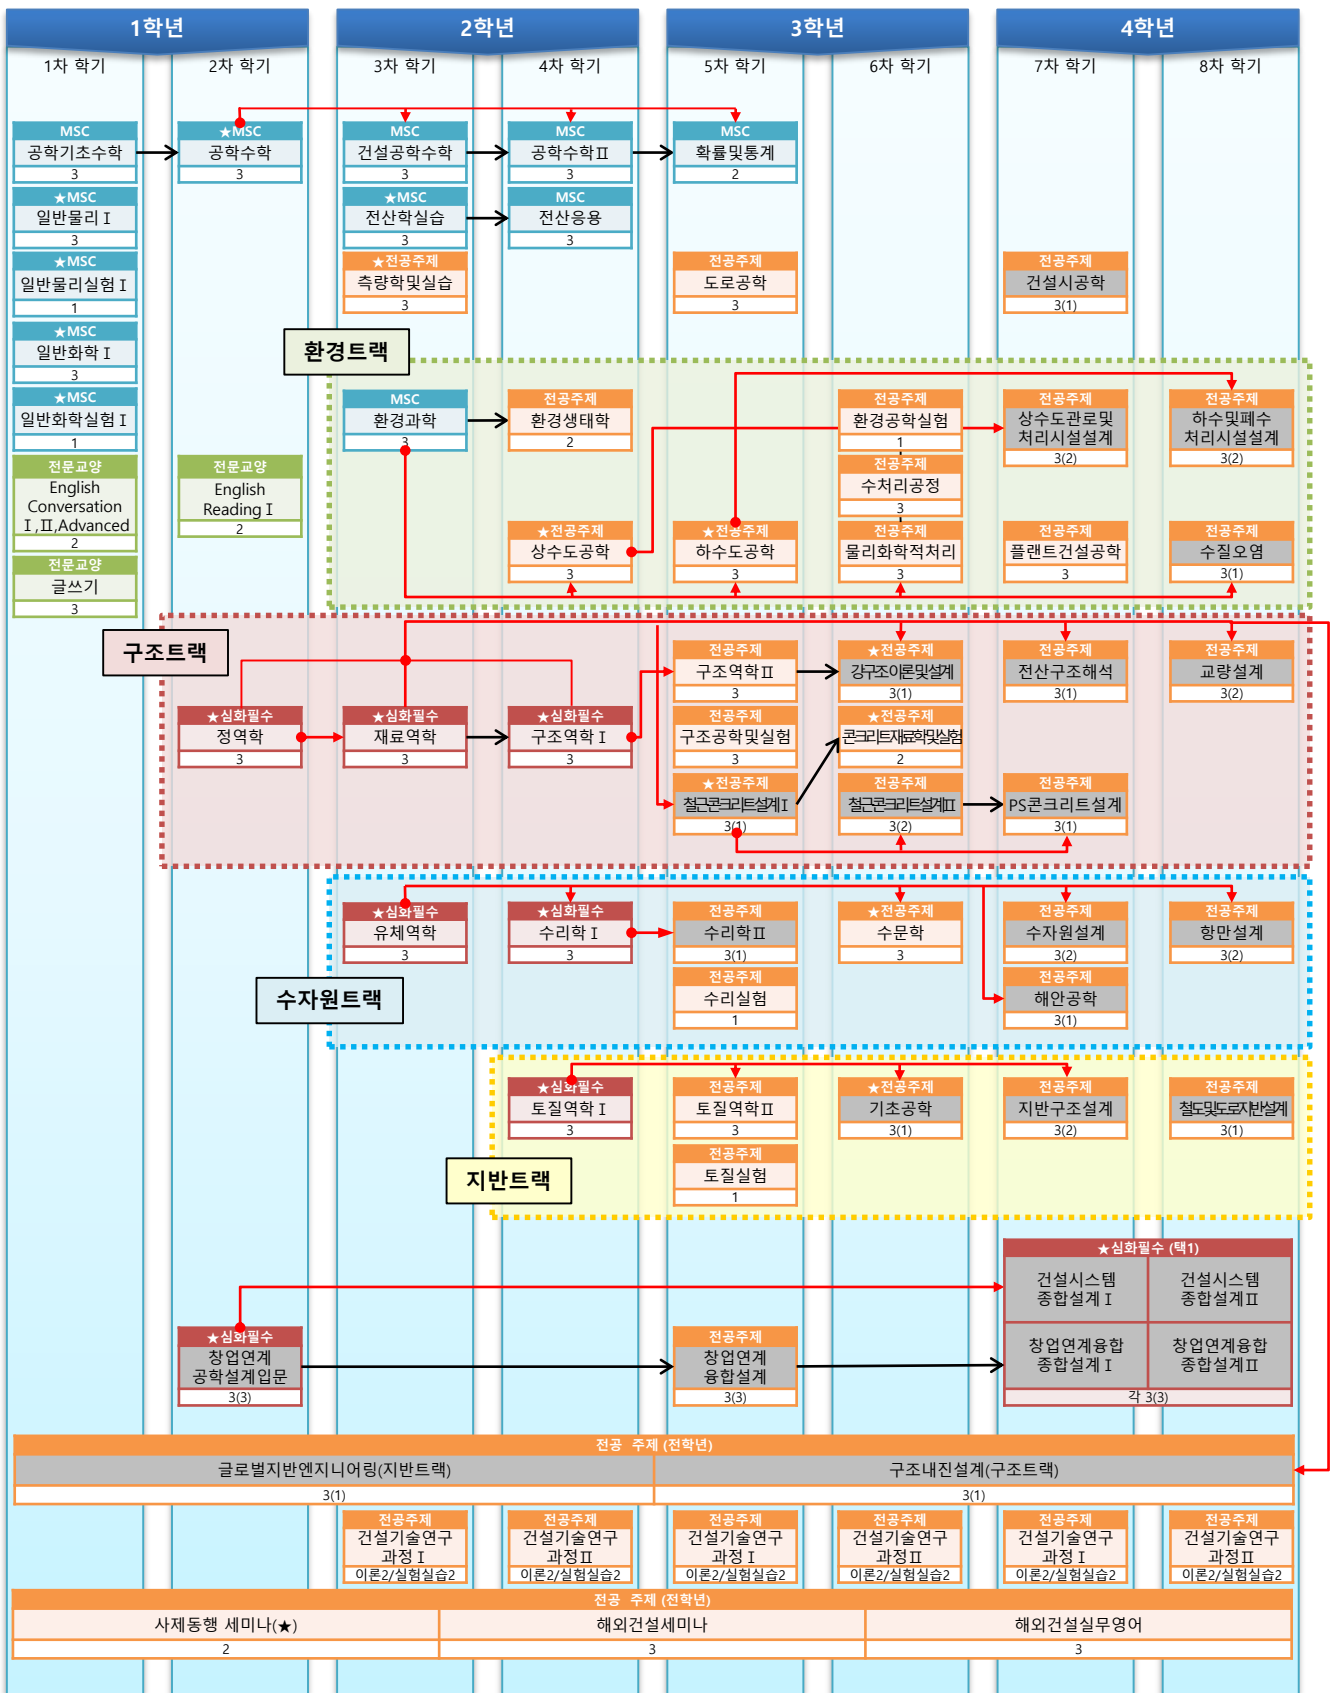 1학년
2학년
3학년
4학년
1차 학기
2차 학기
3차 학기
4차 학기
5차 학기
6차 학기
7차 학기
8차 학기
MSC
공학기초수학
3
★MSC
공학수학
3
MSC
건설공학수학
3
MSC
공학수학Ⅱ
3
MSC
확률및통계
2
★MSC
일반물리Ⅰ
3
★MSC
전산학실습
3
MSC
전산응용
3
★MSC
일반물리실험Ⅰ
1
★전공주제
측량학및실습
3
전공주제
도로공학
3
전공주제
건설시공학
3(1)
★MSC
일반화학Ⅰ
3
★MSC
일반화학실험Ⅰ
1
전문교양
English
Conversation
Ⅰ,Ⅱ,Advanced
2
전문교양
English
Reading Ⅰ
2
전문교양
글쓰기
3
환경트랙
MSC
환경과학
3
전공주제
환경생태학
2
전공주제
환경공학실험
1
전공주제
상수도관로및
처리시설설계
3(2)
전공주제
하수및폐수
처리시설설계
3(2)
전공주제
수처리공정
3
★전공주제
상수도공학
3
★전공주제
하수도공학
3
전공주제
물리화학적처리
3
전공주제
플랜트건설공학
3
전공주제
수질오염
3(1)
구조트랙
전공주제
구조역학Ⅱ
3
★전공주제
강구조이론및설계
3(1)
전공주제
전산구조해석
3(1)
전공주제
교량설계
3(2)
★심화필수
정역학
3
★심화필수
재료역학
3
★심화필수
구조역학Ⅰ
3
전공주제
구조공학및실험
3
★전공주제
콘크리트재료학및실험
2
★전공주제
철근콘크리트설계Ⅰ
3(1)
전공주제
철근콘크리트설계Ⅱ
3(2)
전공주제
PS콘크리트설계
3(1)
수자원트랙
★심화필수
유체역학
3
★심화필수
수리학Ⅰ
3
전공주제
수리학Ⅱ
3(1)
★전공주제
수문학
3
전공주제
수자원설계
3(2)
전공주제
항만설계
3(2)
전공주제
수리실험
1
전공주제
해안공학
3(1)
지반트랙
★심화필수
토질역학Ⅰ
3
전공주제
토질역학Ⅱ
3
★전공주제
기초공학
3(1)
전공주제
지반구조설계
3(2)
전공주제
철도및도로지반설계
3(1)
전공주제
토질실험
1
★심화필수 (택1)
건설시스템
종합설계Ⅰ
건설시스템
종합설계Ⅱ
창업연계융합
종합설계Ⅰ
창업연계융합
종합설계Ⅱ
각 3(3)
★심화필수
창업연계
공학설계입문
3(3)
전공주제
창업연계
융합설계
3(3)
전공 주제 (전학년)
글로벌지반엔지니어링(지반트랙)
구조내진설계(구조트랙)
3(1)
3(1)
전공주제
건설기술연구
과정Ⅰ
이론2/실험실습2
전공주제
건설기술연구
과정Ⅱ
이론2/실험실습2
전공주제
건설기술연구
과정Ⅰ
이론2/실험실습2
전공주제
건설기술연구
과정Ⅱ
이론2/실험실습2
전공주제
건설기술연구
과정Ⅰ
이론2/실험실습2
전공주제
건설기술연구
과정Ⅱ
이론2/실험실습2
전공 주제 (전학년)
사제동행 세미나(★)
해외건설세미나
해외건설실무영어
2
3
3